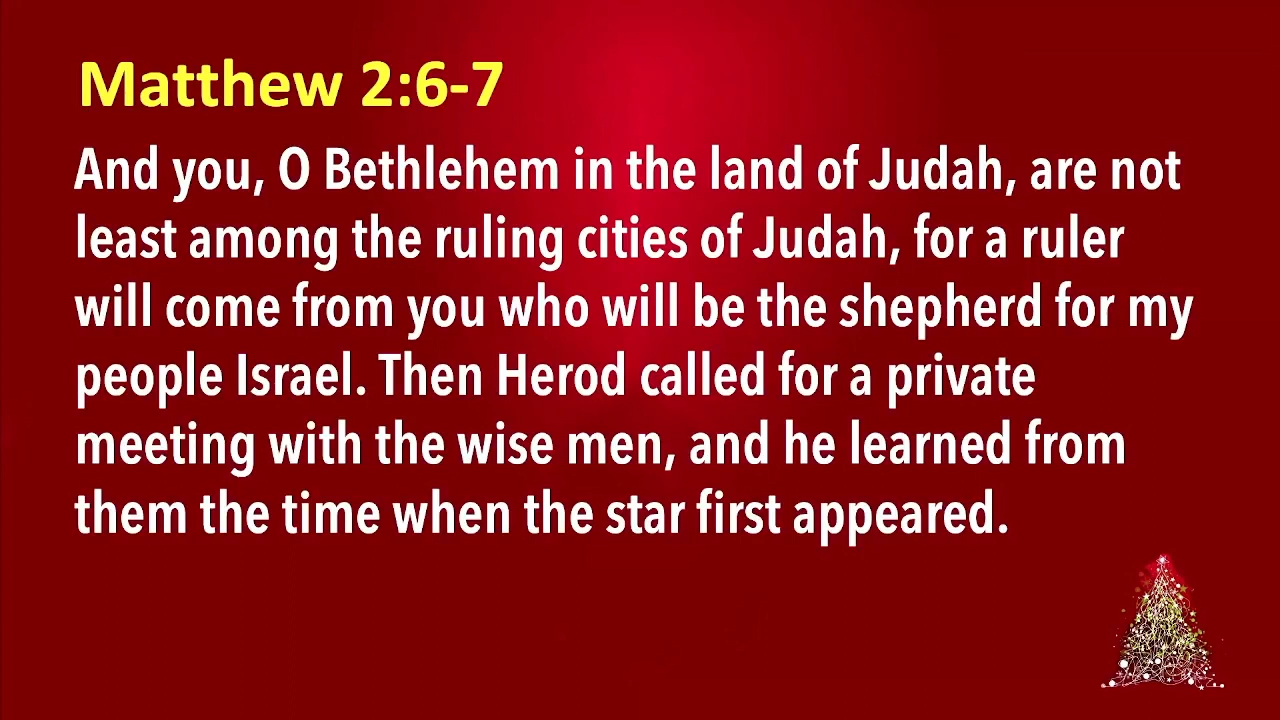 Matthew 2:6-7
And you, O Bethlehem in the land of Judah, are not
least among the ruling cities of Judah, for a ruler
will come from you who will be the shepherd for my
people Israel. Then Herod called for a private
meeting with the wise men, and he learned from
them the time when the star first appeared.